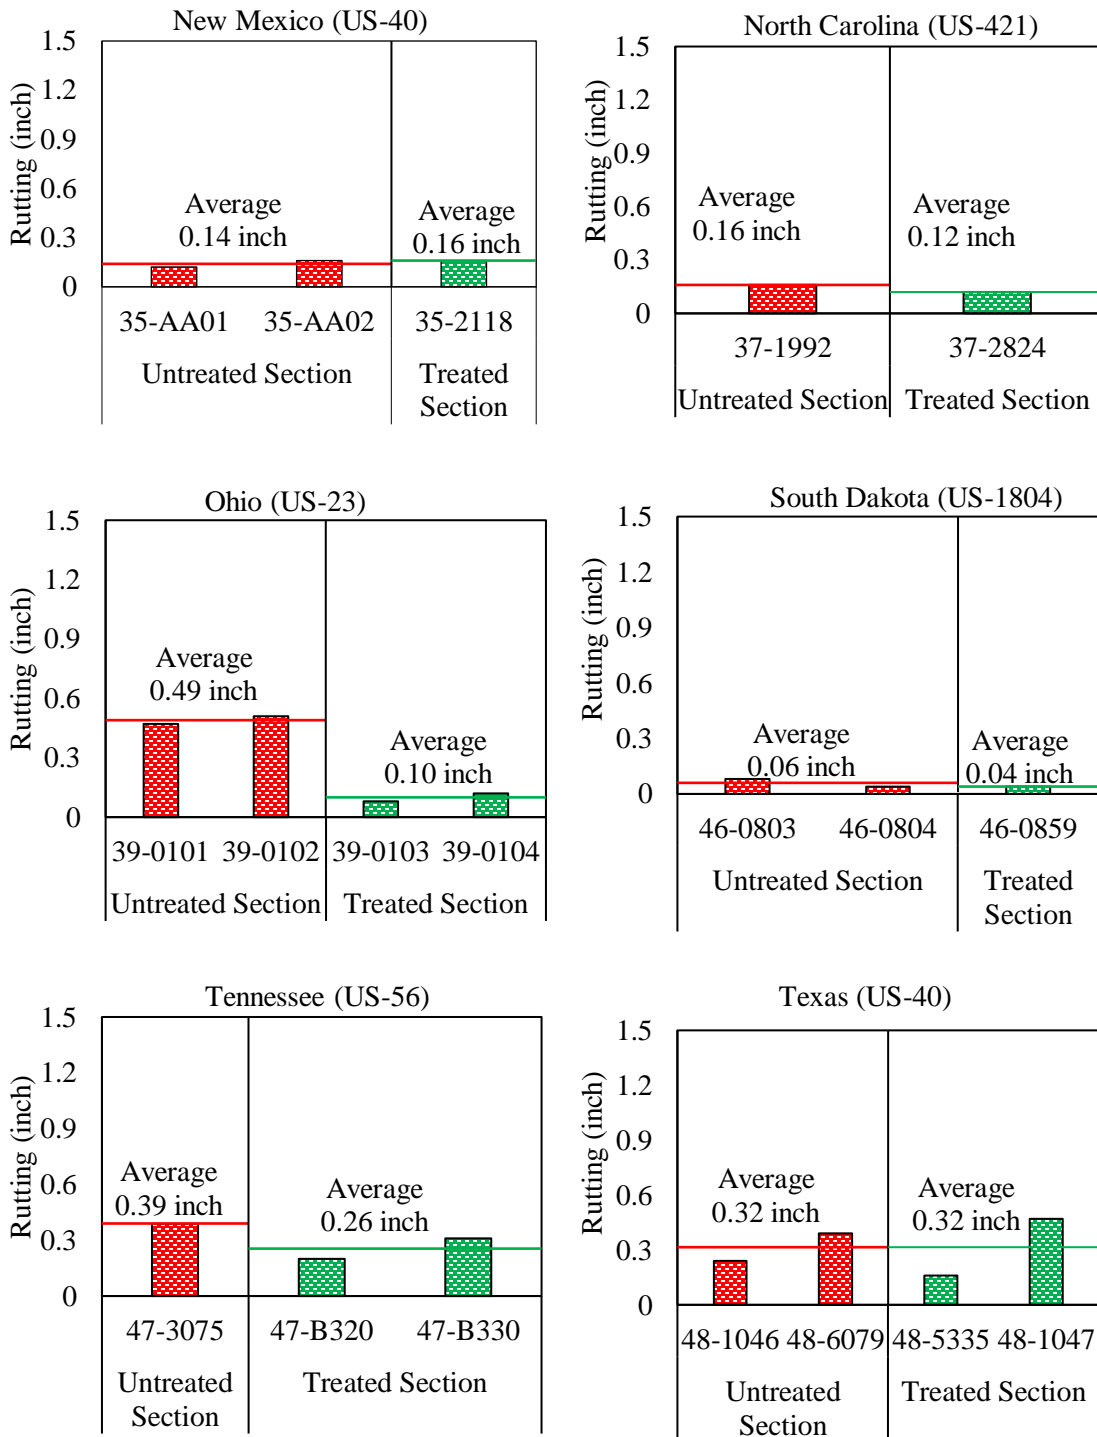 New Mexico (US-40)
Rutting (inch)
1.5
1.2
0.9
0.6
0.3
0
Average
0.14 inch
Average
0.16 inch
35-AA01 35-AA02 35-2118
Untreated Section
Treated
Section
North Carolina (US-421)
Rutting (inch)
1.5
1.2
0.9
0.6
0.3
0
Average
0.16 inch
Average
0.12 inch
37-1992 37-2824
Untreated Section Treated Section
Ohio (US-23)
Rutting (inch)
1.5
1.2
0.9
0.6
0.3
0
Average
0.49 inch
Average
0.10 inch
39-0101 39-0102 39-0103 39-0104
Untreated Section Treated Section
South Dakota (US-1804)
Rutting (inch)
1.5
1.2
0.9
0.6
0.3
0
Average
0.06 inch
Average
0.04 inch
46-0803 46-0804 46-0859
Untreated Section
Treated
Section
Tennessee (US-56)
Rutting (inch)
1.5
1.2
0.9
0.6
0.3
0
Average
0.39 inch
Average
0.26 inch
47-3075 47-B320 47-B330
Untreated
Section
Treated Section
Texas (US-40)
Rutting (inch)
1.5
1.2
0.9
0.6
0.3
0
Average
0.32 inch
Average
0.32 inch
48-1046 48-6079 48-5335 48-1047
Untreated
Section
Treated Section